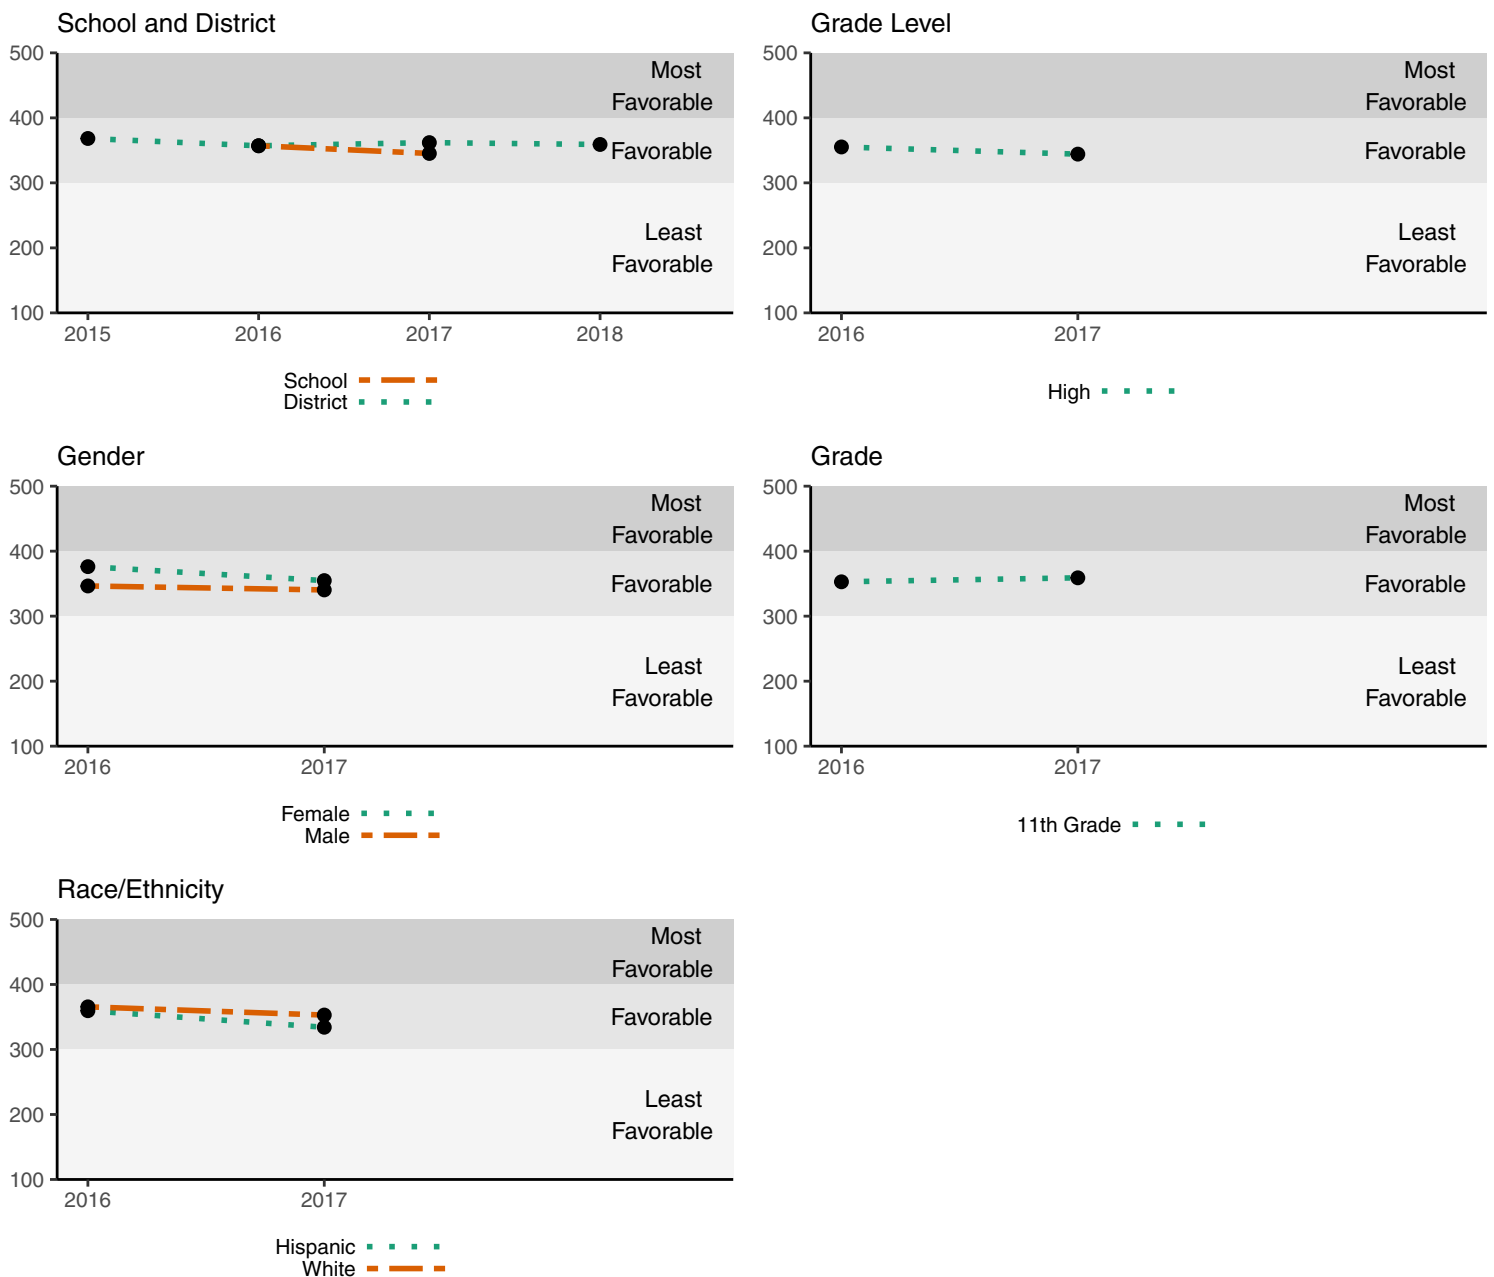 School and District
500
400
300
200
100
Most
Favorable
Favorable
Least
Favorable
2015 2016 2017 2018
School
District
Grade Level
500
400
300
200
100
Most
Favorable
Favorable
Least
Favorable
2016 2017
High
Gender
500
400
300
200
100
Most
Favorable
Favorable
Least
Favorable
2016 2017
Female
Male
Grade
500
400
300
200
100
Most
Favorable
Favorable
Least
Favorable
2016 2017
11th Grade
Race/Ethnicity
500
400
300
200
100
Most
Favorable
Favorable
Least
Favorable
2016 2017
Hispanic
White